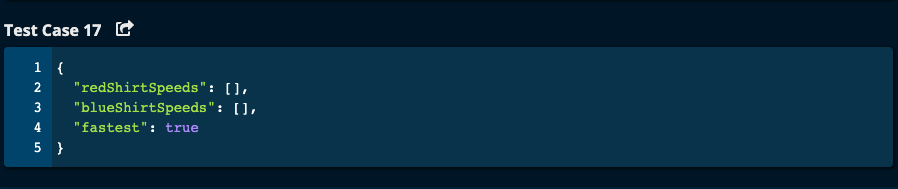 Test Case 17
1 {
2   "redShirtSpeeds": [],
3   "blueShirtSpeeds": [],
4   "fastest": true
5 }